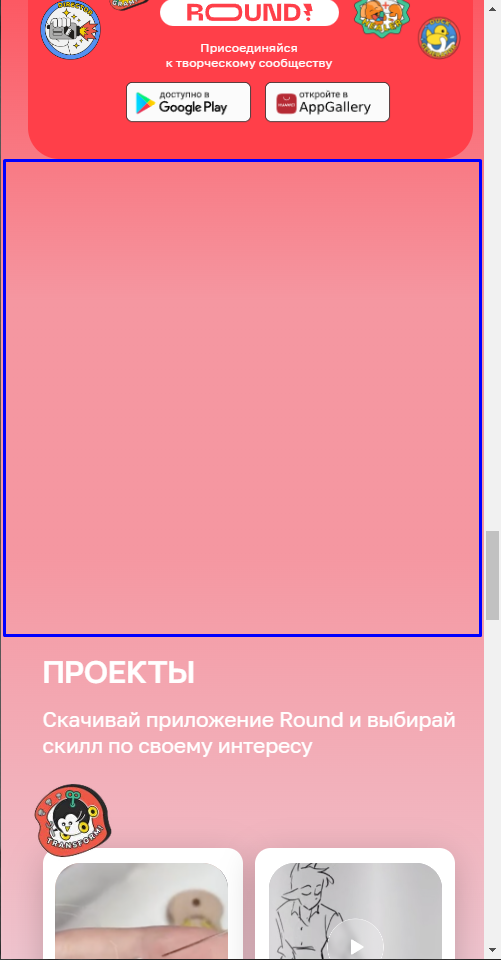 ROUND!
Присоединяйся
к творческому сообществу
доступно в
Google Play
откройте в
HUAWEI
AppGallery
ПРОЕКТЫ
Скачивай приложение Round и выбирай
скилл по своему интересу
TRANSFORM!